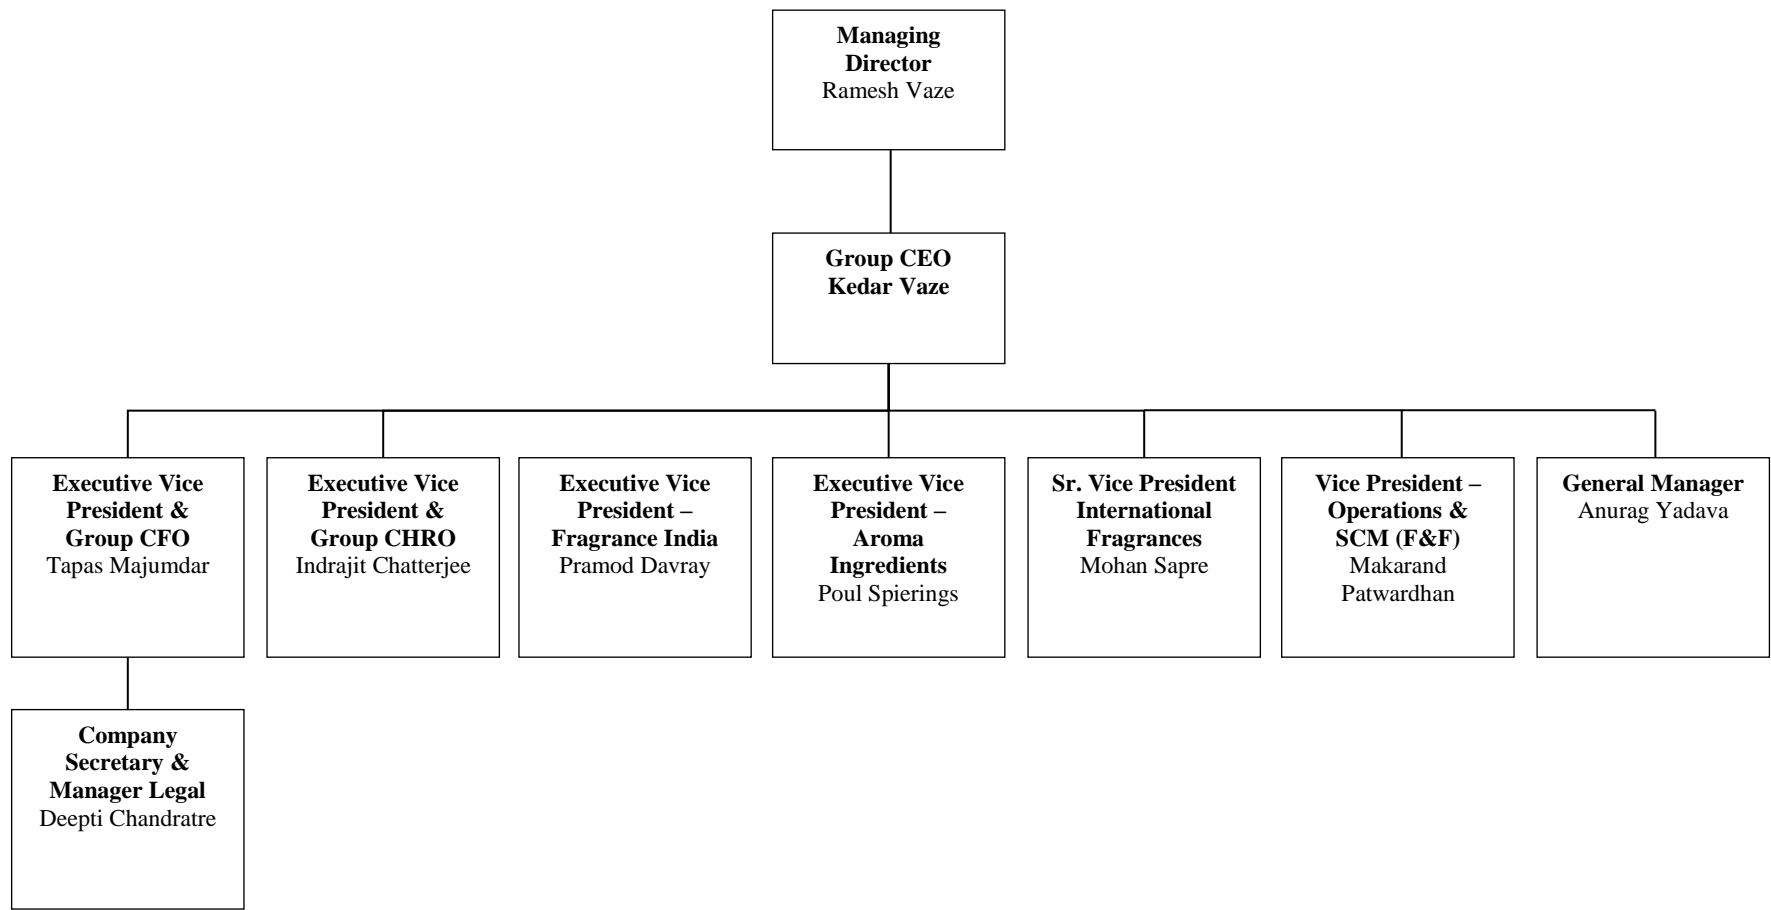 Managing
Director
Ramesh Vaze
Group CEO
Kedar Vaze
Executive Vice
President &
Group CFO
Tapas Majumdar
Executive Vice
President &
Group CHRO
Indrajit Chatterjee
Executive Vice
President –
Fragrance India
Pramod Davray
Executive Vice
President –
Aroma
Ingredients
Poul Spierings
Sr. Vice President
International
Fragrances
Mohan Sapre
Vice President –
Operations &
SCM (F&F)
Makarand
Patwardhan
General Manager
Anurag Yadava
Company
Secretary &
Manager Legal
Deepti Chandratre